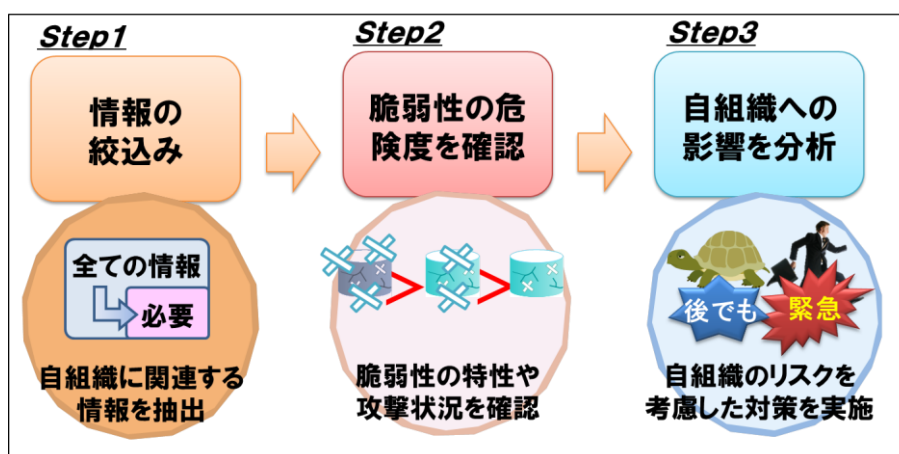 Step1
情報の
絞込み
全ての情報
必要
自組織に関連する
情報を抽出
Step2
脆弱性の危
険度を確認
脆弱性の特性や
攻撃状況を確認
Step3
自組織への
影響を分析
後でも
緊急
自組織のリスクを
考慮した対策を実施